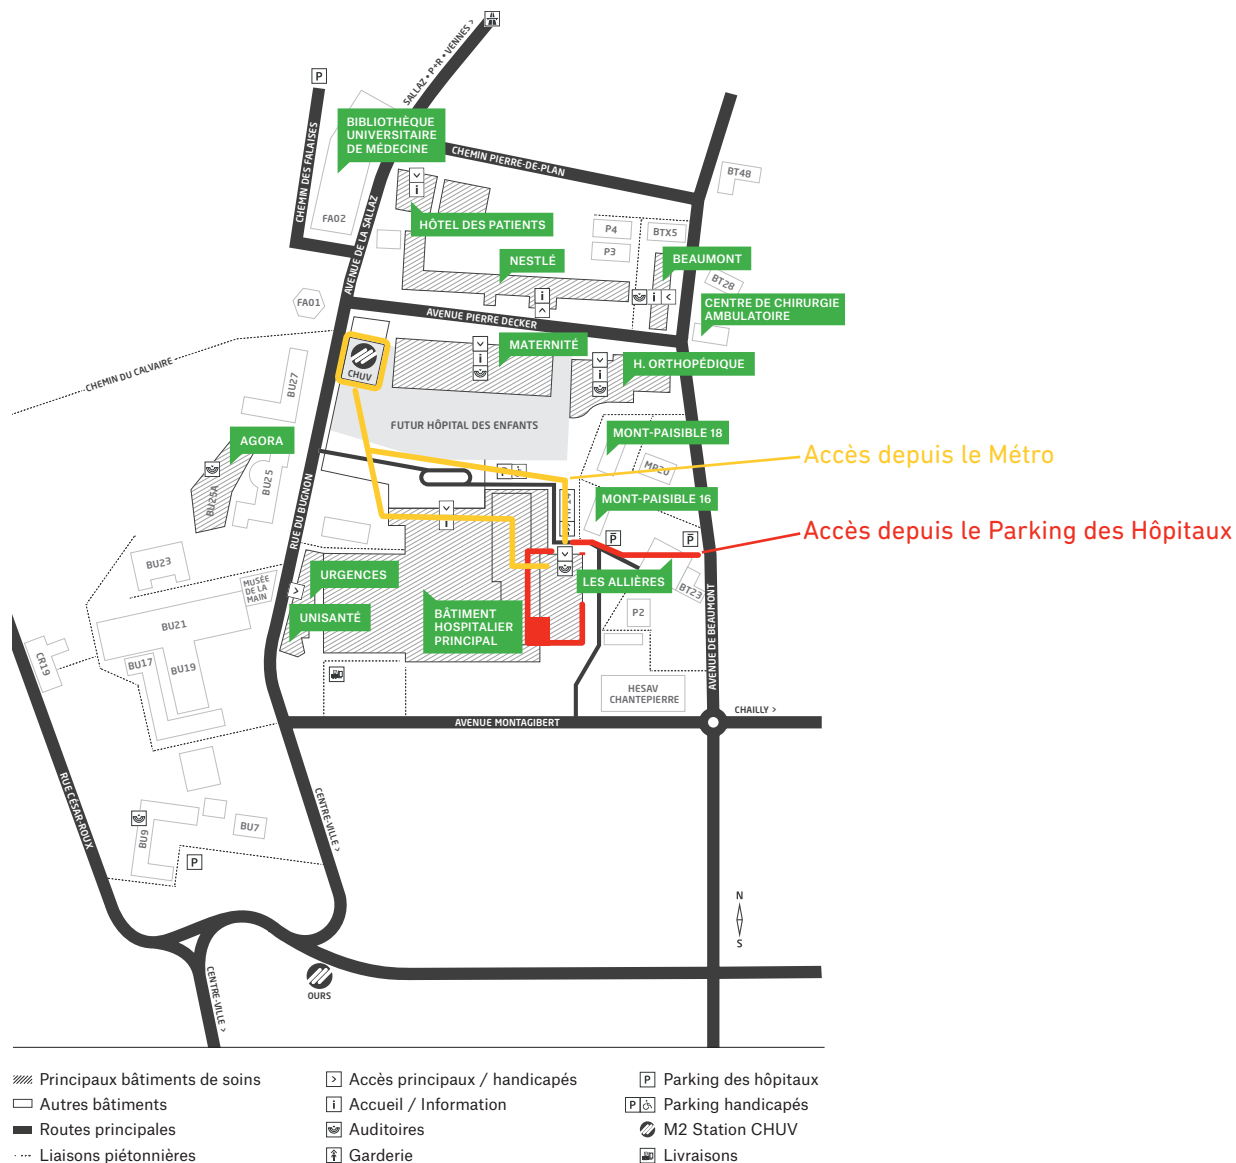 SALLAZ • P+R • VENNES >
P
BIBLIOTHÈQUE
UNIVERSITAIRE
DE MÉDECINE
CHEMIN DES FALAISES
FA02
AVENUE DE LA SALLAZ
CHEMIN PIERRE-DE-PLAN
BT48
i
HÔTEL DES PATIENTS
P4
BTX5
P3
NESTLÉ
BEAUMONT
BT28
i
i
FA01
CENTRE DE CHIRURGIE
AMBULATOIRE
AVENUE PIERRE DECKER
MATERNITÉ
i
H. ORTHOPÉDIQUE
i
CHUV
CHEMIN DU CALVAIRE
BU27
FUTUR HÔPITAL DES ENFANTS
AGORA
MONT-PAISIBLE 18
Accès depuis le Métro
MP20
P
BU25
BU25A
MONT-PAISIBLE 16
RUE DU BUGNON
i
P
P
Accès depuis le Parking des Hôpitaux
BU23
MUSÉE
DE LA
MAIN
URGENCES
LES ALLIÈRES
BT23
UNISANTÉ
BÂTIMENT
HOSPITALIER
PRINCIPAL
P2
BU21
CR19
BU17
BU19
AVENUE DE BEAUMONT
HESAV
CHANTEPIERRE
CHAILLY >
AVENUE MONTAGIBERT
RUE CÉSAR-ROUX
CENTRE-VILLE >
BU9
BU7
P
N
S
OURS
CENTRE-VILLE >
Principaux bâtiments de soins
Autres bâtiments
Routes principales
Liaisons piétonnières
Accès principaux / handicapés
i Accueil / Information
Auditoires
Garderie
P Parking des hôpitaux
P Parking handicapés
M2 Station CHUV
Livraisons